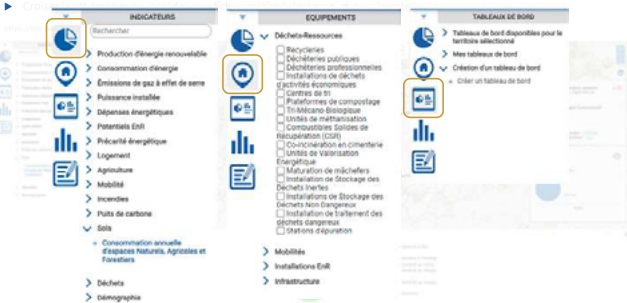 INDICATEURS
Rechercher
Production d'énergie renouvelable
Consommation d'énergie
Émissions de gaz à effet de serre
Puissance installée
Dépenses énergétiques
Potentiels EnR
Précarité énergétique
Logement
Agriculture
Mobilité
Incendies
Puits de carbone
Sols
Consommation annuelle
d'espaces Naturels, Agricoles et
Forestiers
Déchets
Démographie
EQUIPEMENTS
Déchets-Ressources
Recycleries
Déchèteries publiques
Déchèteries professionnelles
Installations de déchets
d'activités économiques
Centres de tri
Plateformes de compostage
Tri-Mécano-Biologique
Unités de méthanisation
Combustibles Solides de
Récupération (CSR)
Co-incinération en cimenterie
Unités de Valorisation
Energétique
Maturation de mâchefers
Installation de Stockage des
Déchets Inertes
Installations de Stockage des
Déchets Non Dangereux
Installation de traitement des
déchets dangereux
Stations d'épuration
Mobilités
Installations EnR
Infrastructure
TABLEAUX DE BORD
Tableaux de bord disponibles pour le
territoire sélectionné
Mes tableaux de bord
Création d'un tableau de bord
Créer un tableau de bord